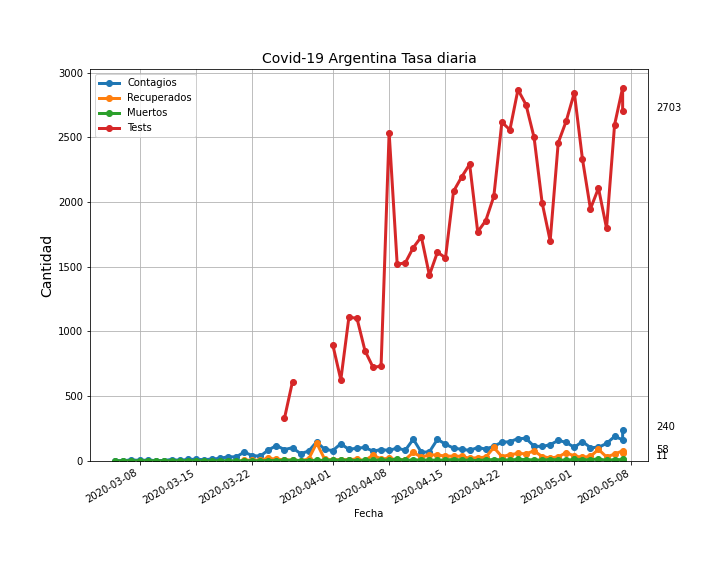 Covid-19 Argentina Tasa diaria
Contagios
Recuperados
Muertos
Tests
3000
2500
2000
1500
1000
500
0
Cantidad
2703
240
58
11
2020-03-08
2020-03-15
2020-03-22
2020-04-01
2020-04-08
2020-04-15
2020-04-22
2020-05-01
2020-05-08
Fecha